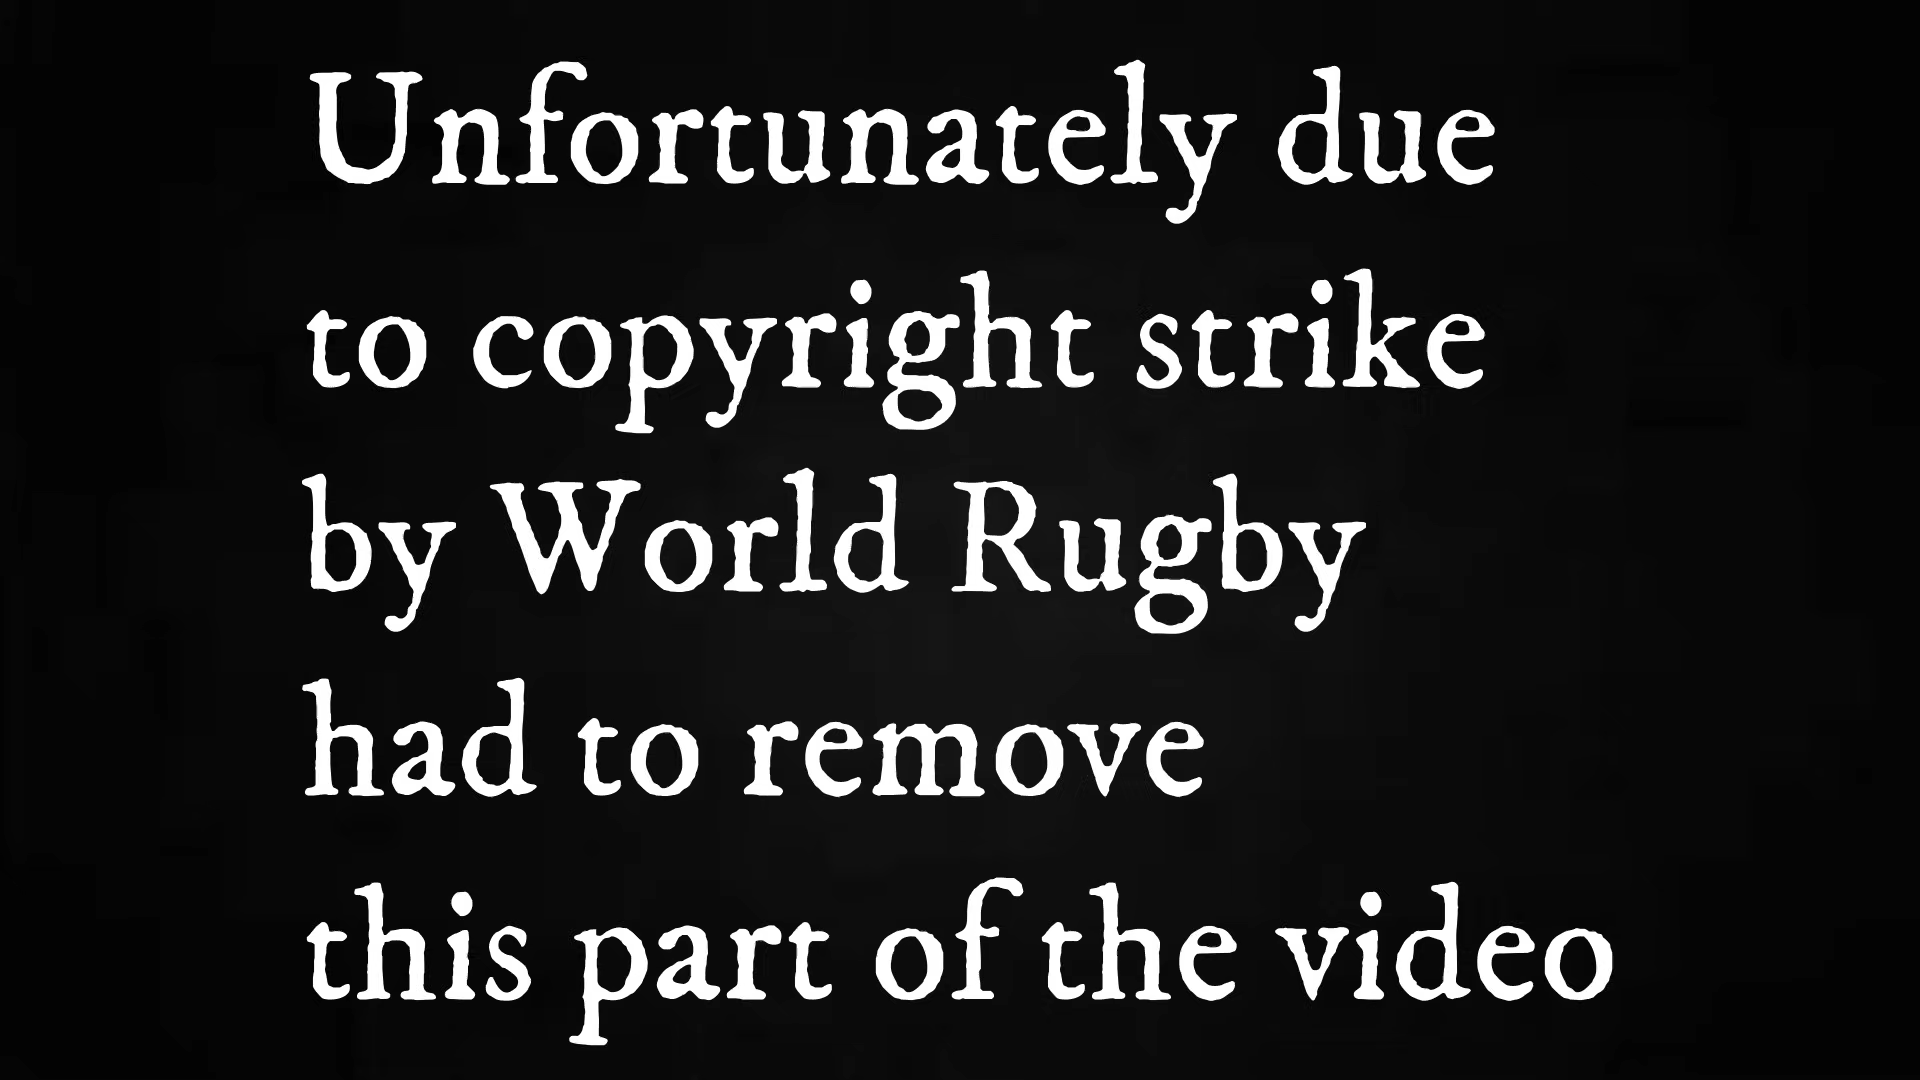 Unfortunately due
to copyright strike
by World Rugby
had to remove
this part of the video